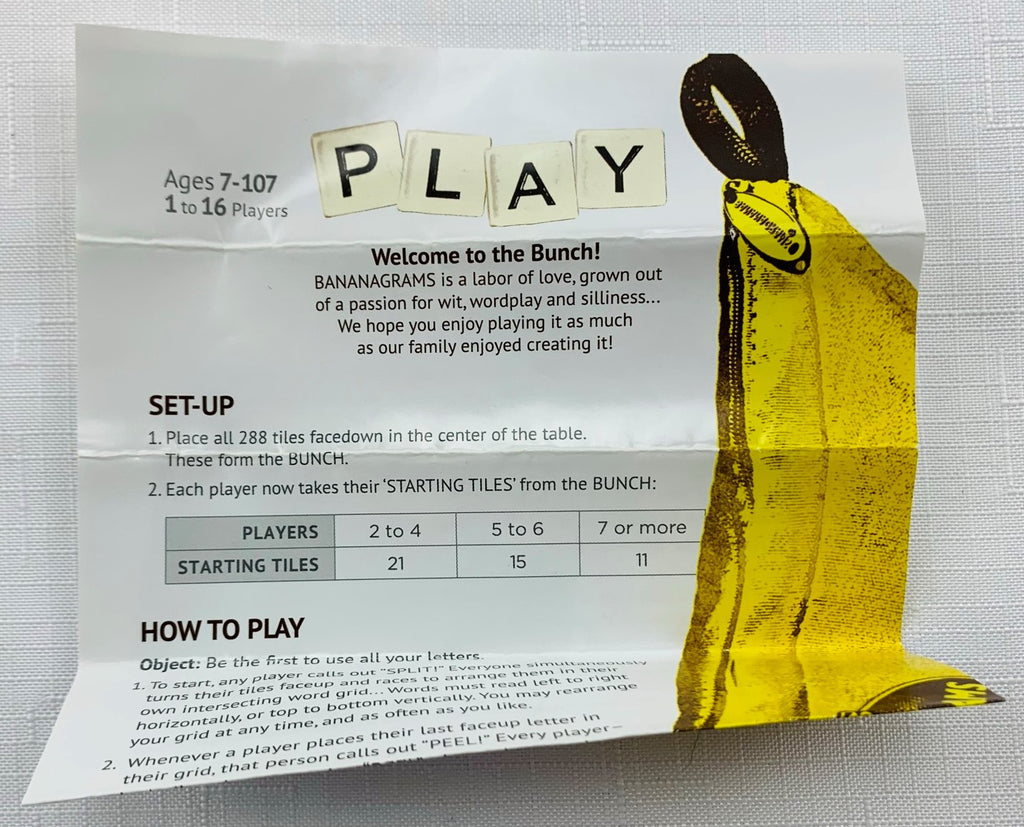 PLAY
Ages 7-107
1 to 16 Players
Welcome to the Bunch!
BANANAGRAMS is a labor of love, grown out
of a passion for wit, wordplay and silliness...
We hope you enjoy playing it as much
as our family enjoyed creating it!
SET-UP
1. Place all 288 tiles facedown in the center of the table.
These form the BUNCH.
2. Each player now takes their ‘STARTING TILES’ from the BUNCH:
PLAYERS 2 to 4 5 to 6 7 or more
STARTING TILES 21 15 11
HOW TO PLAY
Object: Be the first to use all your letters.
1. To start, any player calls out "SPLIT!" Everyone simultaneously
turns their tiles faceup and races to arrange them in their
own intersecting word grid... Words must read left to right
horizontally, or top to bottom vertically. You may rearrange
your grid at any time, and as often as you like.
2. Whenever a player places their last faceup letter in
their grid, that person calls out "PEEL!" Every player–